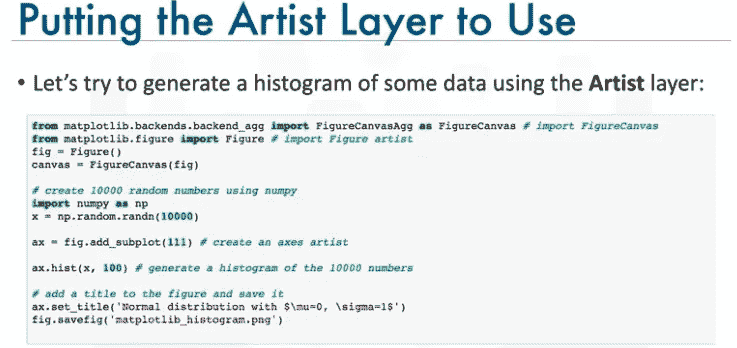 Putting the Artist Layer to Use
• Let's try to generate a histogram of some data using the Artist layer:
from matplotlib.backends.backend_agg import FigureCanvasAgg as FigureCanvas # import FigureCanvas
from matplotlib.figure import Figure # import Figure artist
fig = Figure()
canvas = FigureCanvas(fig)
# create 10000 random numbers using numpy
import numpy as np
x = np.random.randn(10000)
ax = fig.add_subplot(111) # create an axes artist
ax.hist(x, 100) # generate a histogram of the 10000 numbers
# add a title to the figure and save it
ax.set_title('Normal distribution with $\mu=0, \sigma=1$')
fig.savefig('matplotlib_histogram.png')